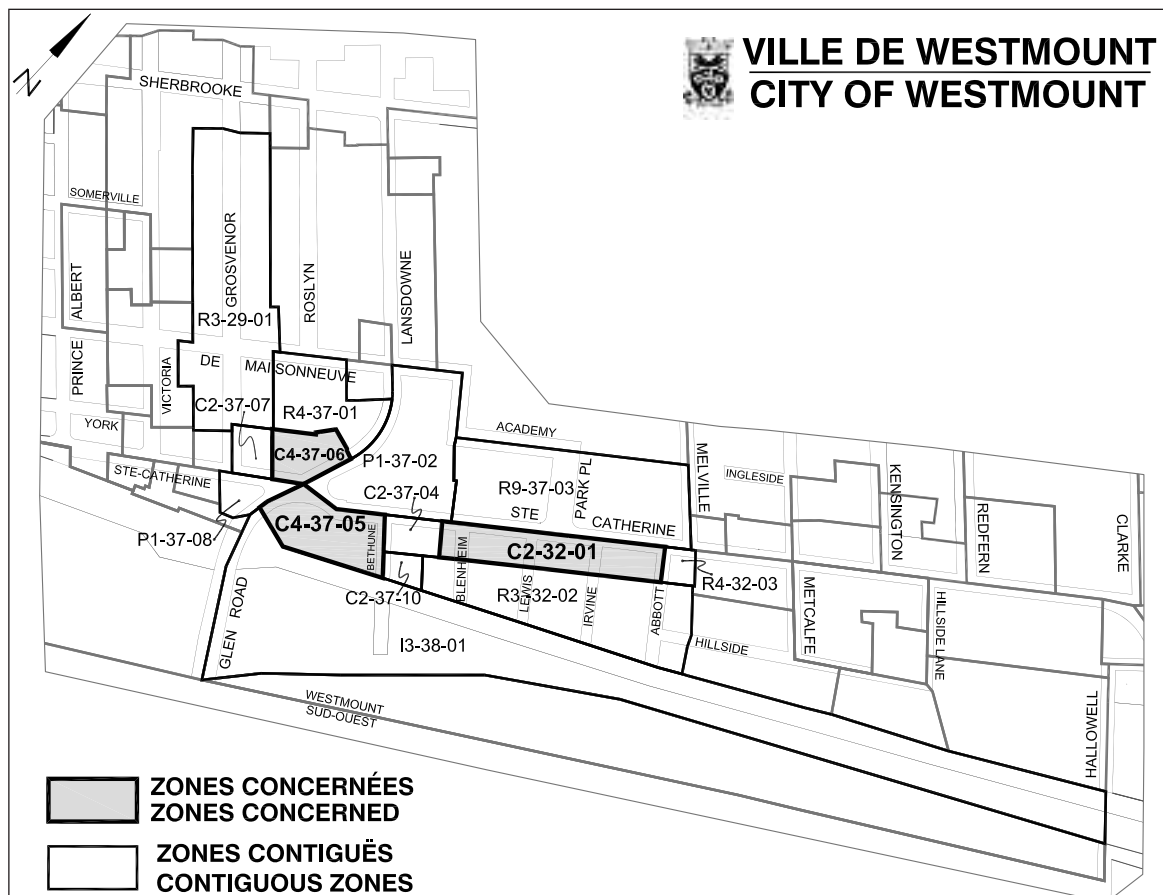 N
VILLE DE WESTMOUNT
CITY OF WESTMOUNT
SHERBROOKE
SOMERVILLE
PRINCE ALBERT
GROSVENOR
ROSLYN
LANSDOWNE
R3-29-01
VICTORIA
DE MAISONNEUVE
C2-37-07
R4-37-01
YORK
ACADEMY
C4-37-06
P1-37-02
MELVILLE
STE-CATHERINE
INGLESIDE
KENSINGTON
C2-37-04
R9-37-03
PARK PL
STE CATHERINE
REDFERN
CLARKE
C4-37-05
P1-37-08
BETHUNE
C2-32-01
BLENHEIM
R4-32-03
C2-37-10
LEWIS
R3-32-02
IRVINE
ABBOTT
METCALFE
HILLSIDE LANE
GLEN ROAD
I3-38-01
HILLSIDE
WESTMOUNT
SUD-OUEST
HALLOWELL
ZONES CONCERNÉES
ZONES CONCERNED
ZONES CONTIGUËS
CONTIGUOUS ZONES